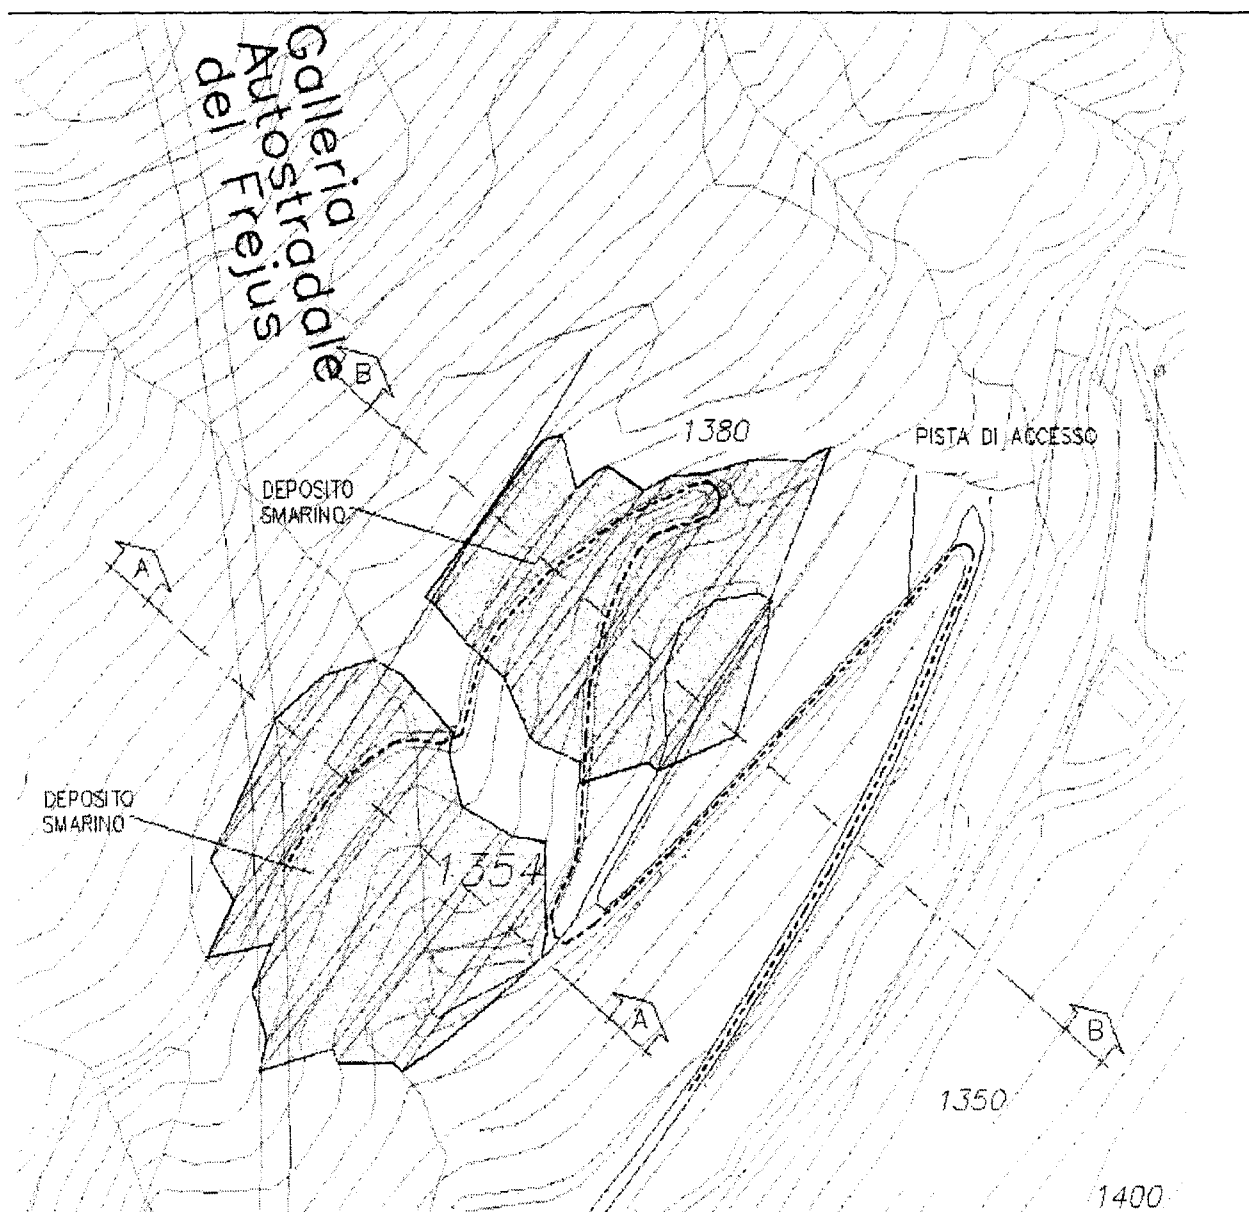 Galleria
Autostradale
del Frejus
B
1380
PISTA DI ACCESSO
DEPOSITO
SMARINO
A
DEPOSITO
SMARINO
1354
A
B
1350
1400